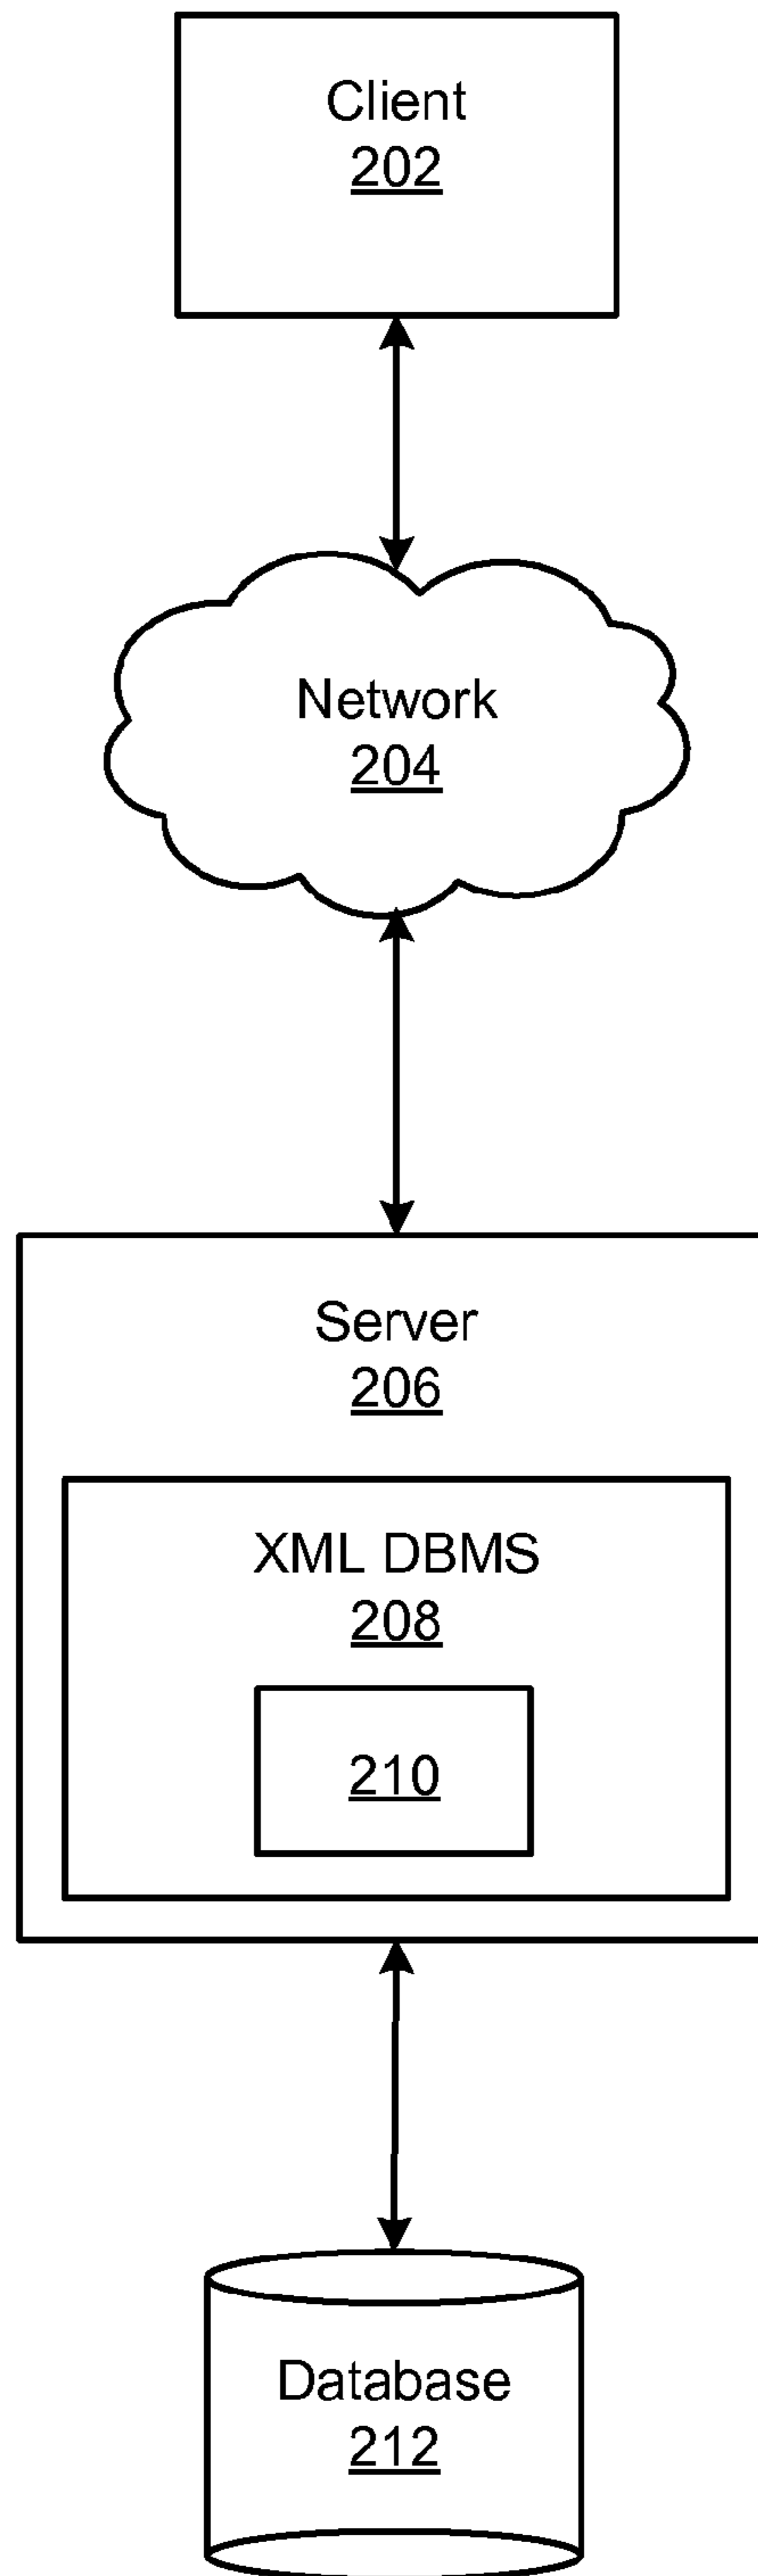 Client
202
Network
204
Server
206
XML DBMS
208
210
Database
212